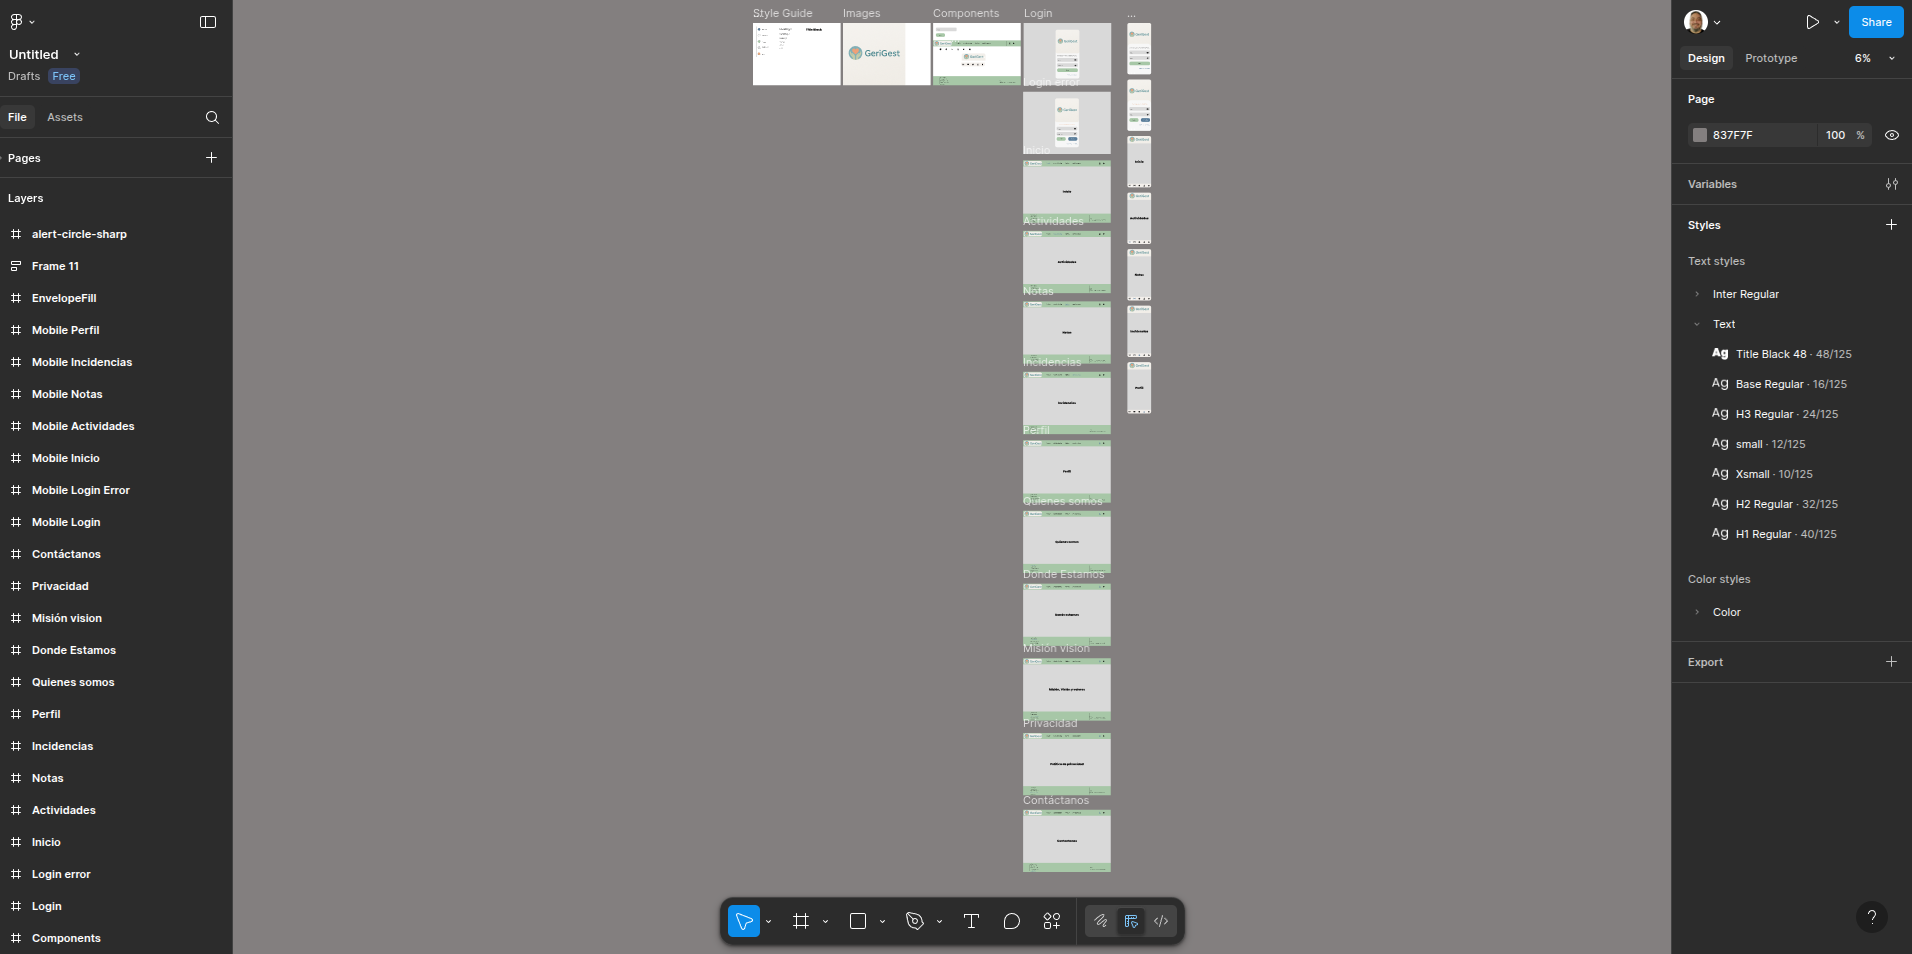 Untitled
Drafts Free
File Assets
Pages
Layers
alert-circle-sharp
Frame 11
EnvelopeFill
Mobile Perfil
Mobile Incidencias
Mobile Notas
Mobile Actividades
Mobile Inicio
Mobile Login Error
Mobile Login
Contáctanos
Privacidad
Misión vision
Donde Estamos
Quienes somos
Perfil
Incidencias
Notas
Actividades
Inicio
Login error
Login
Components
Style Guide
Images
Components
Login
...
GeriGest
Login error
Inicio
Actividades
Notas
Incidencias
Perfil
Quienes somos
Donde Estamos
Misión vision
Privacidad
Contáctanos
Share
Design Prototype 6%
Page
837F7F 100 %
Variables
Styles
Text styles
Inter Regular
Text
Ag Title Black 48 · 48/125
Ag Base Regular · 16/125
Ag H3 Regular · 24/125
Ag small · 12/125
Ag Xsmall · 10/125
Ag H2 Regular · 32/125
Ag H1 Regular · 40/125
Color styles
Color
Export
?